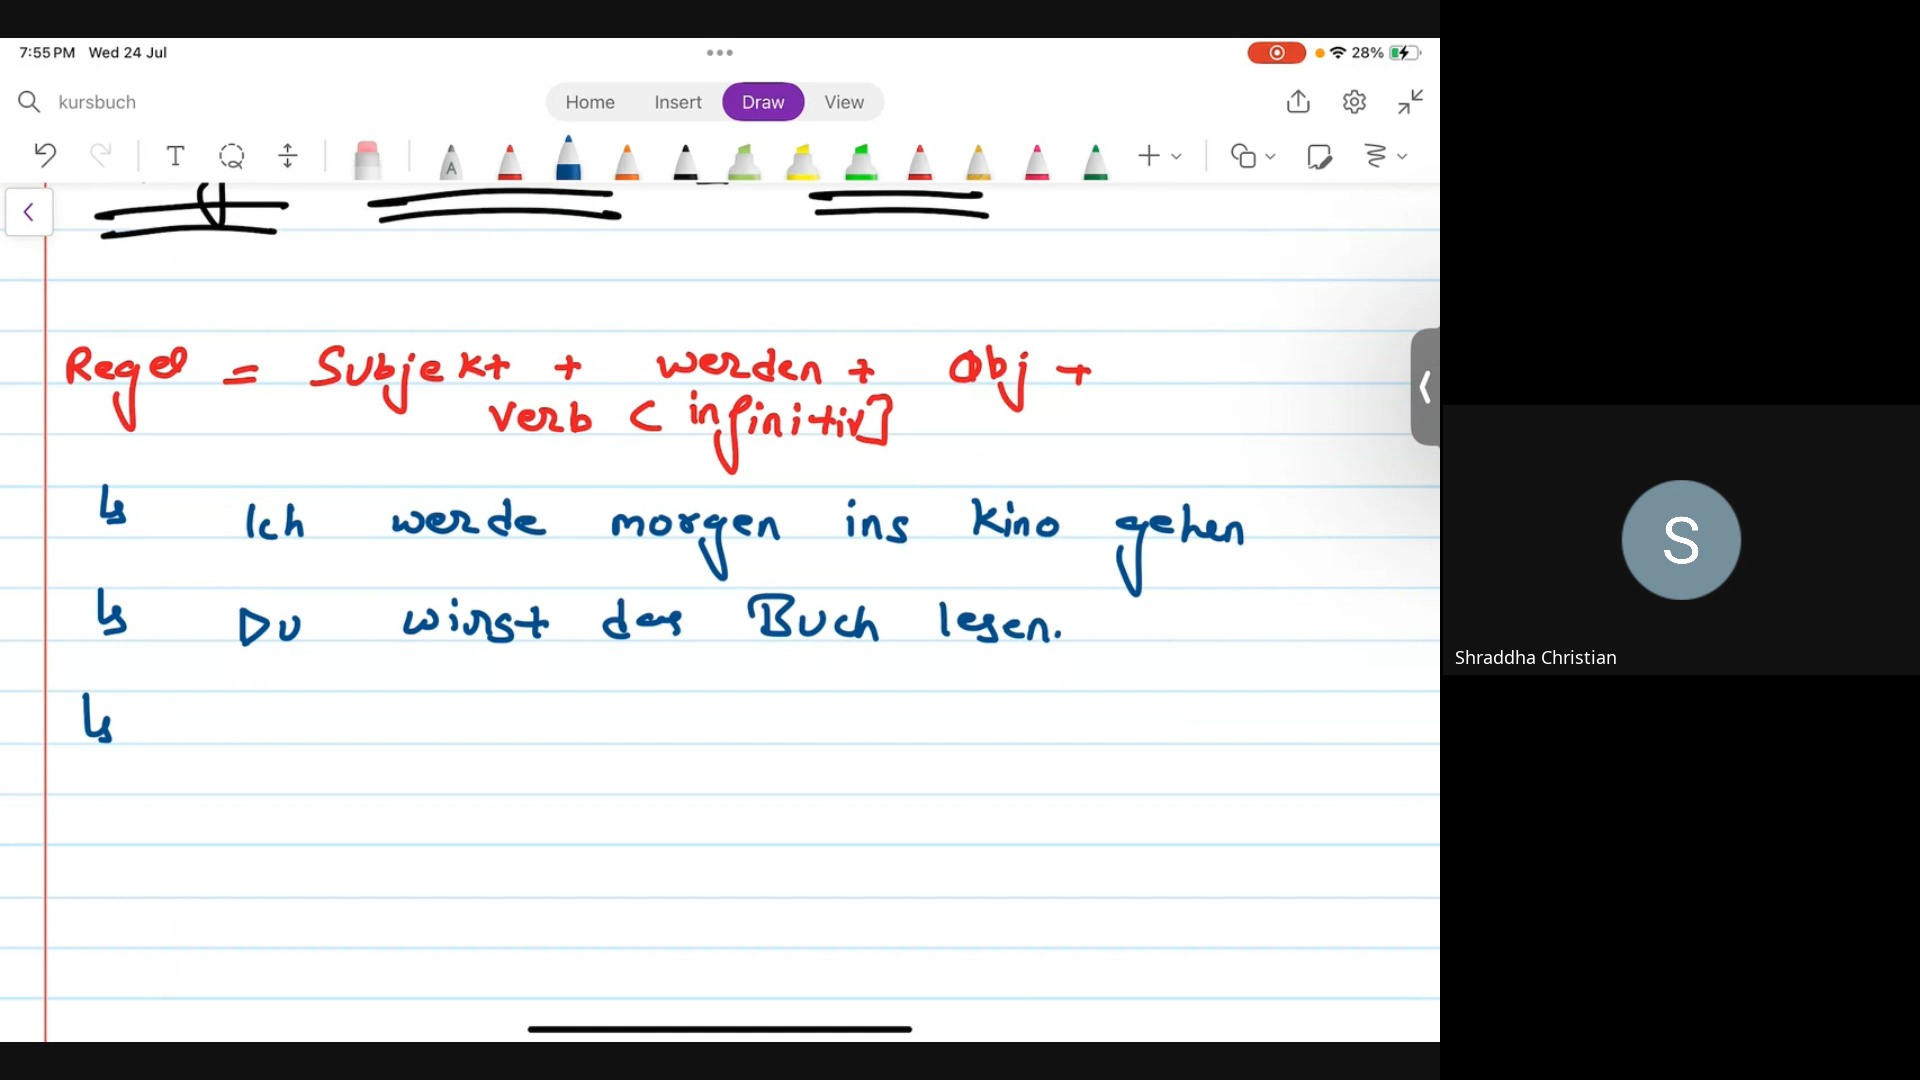 7:55 PM Wed 24 Jul
28%
kursbuch
Home Insert Draw View
T
A
Regel = Subjekt + werden + Obj +
verb ( infinitiv]
↳ Ich werde morgen ins Kino gehen
↳ Du wirst das Buch lesen.
↳
S
Shraddha Christian